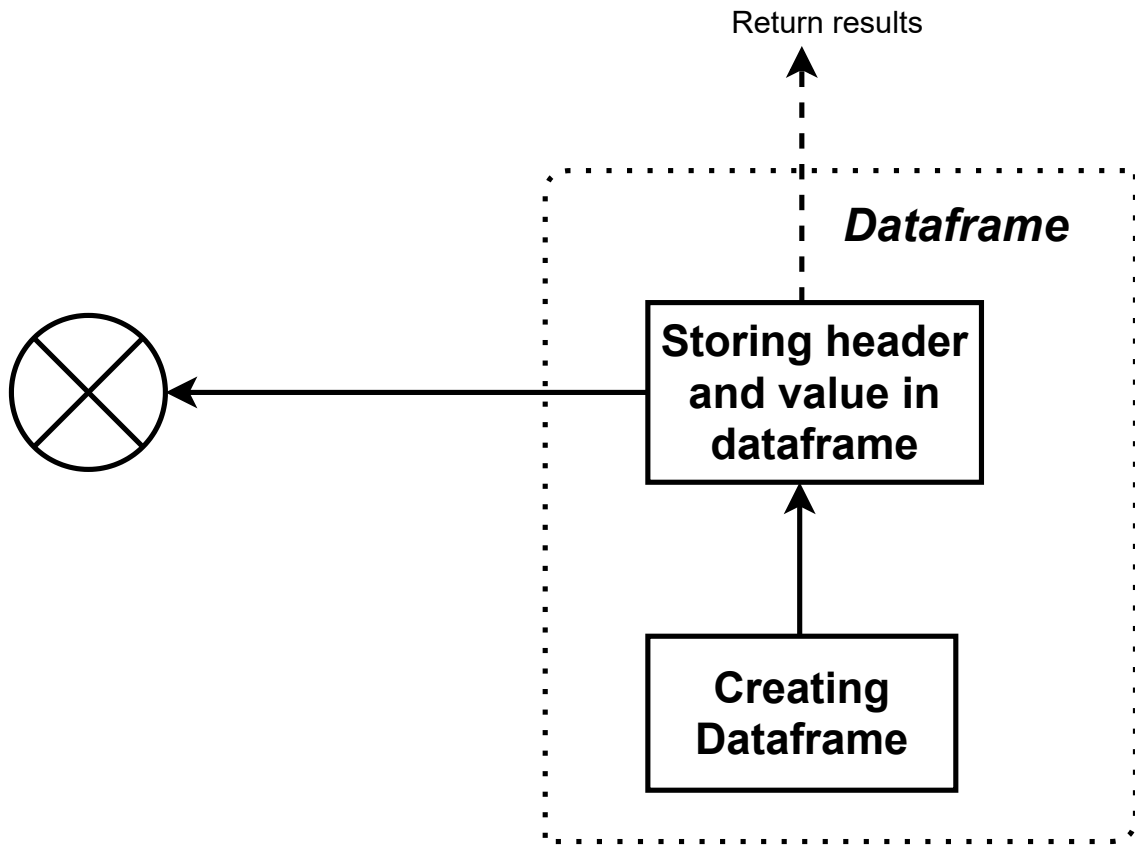 Return results
Dataframe
Storing header
and value in
dataframe
Creating
Dataframe